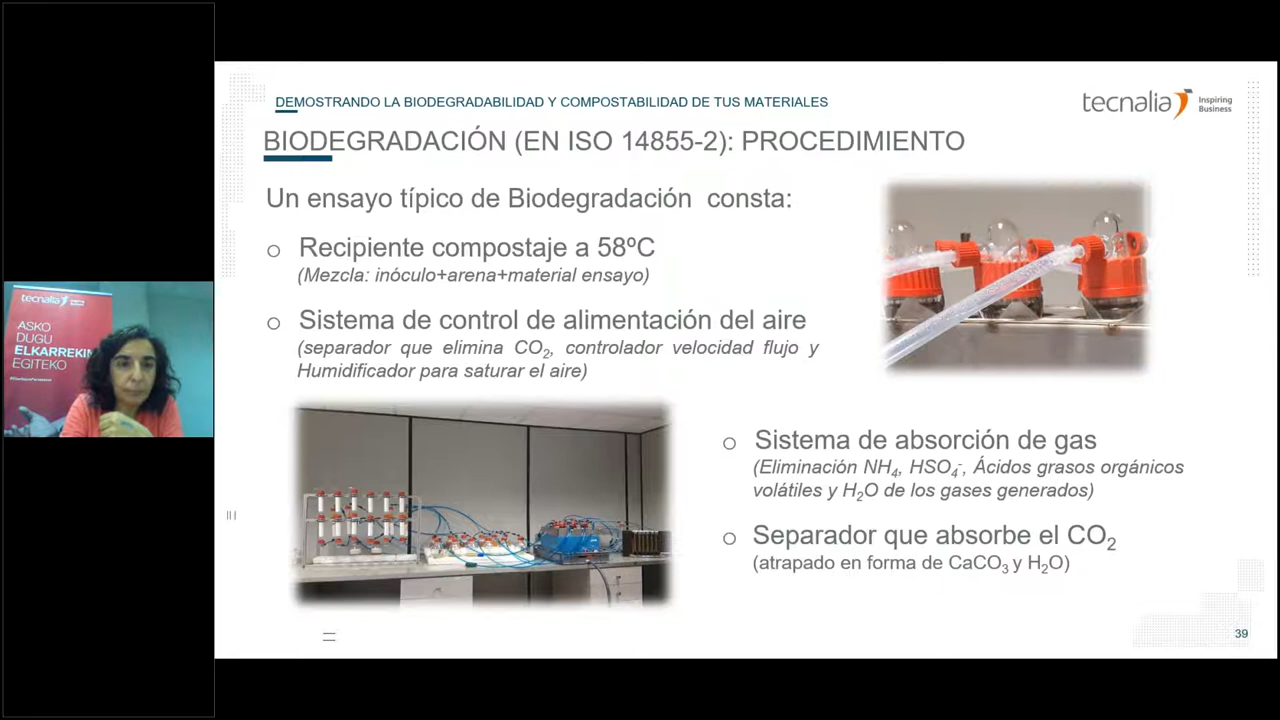 DEMOSTRANDO LA BIODEGRADABILIDAD Y COMPOSTABILIDAD DE TUS MATERIALES
tecnalia Inspiring
Business
BIODEGRADACIÓN (EN ISO 14855-2): PROCEDIMIENTO
Un ensayo típico de Biodegradación consta:
Recipiente compostaje a 58ºC
(Mezcla: inóculo+arena+material ensayo)
Sistema de control de alimentación del aire
(separador que elimina CO₂, controlador velocidad flujo y
Humidificador para saturar el aire)
Sistema de absorción de gas
(Eliminación NH₄, HSO₄⁻, Ácidos grasos orgánicos
volátiles y H₂O de los gases generados)
Separador que absorbe el CO₂
(atrapado en forma de CaCO₃ y H₂O)
39
tecnalia
ASKO
DUGU
ELKARREKIN
EGITEKO